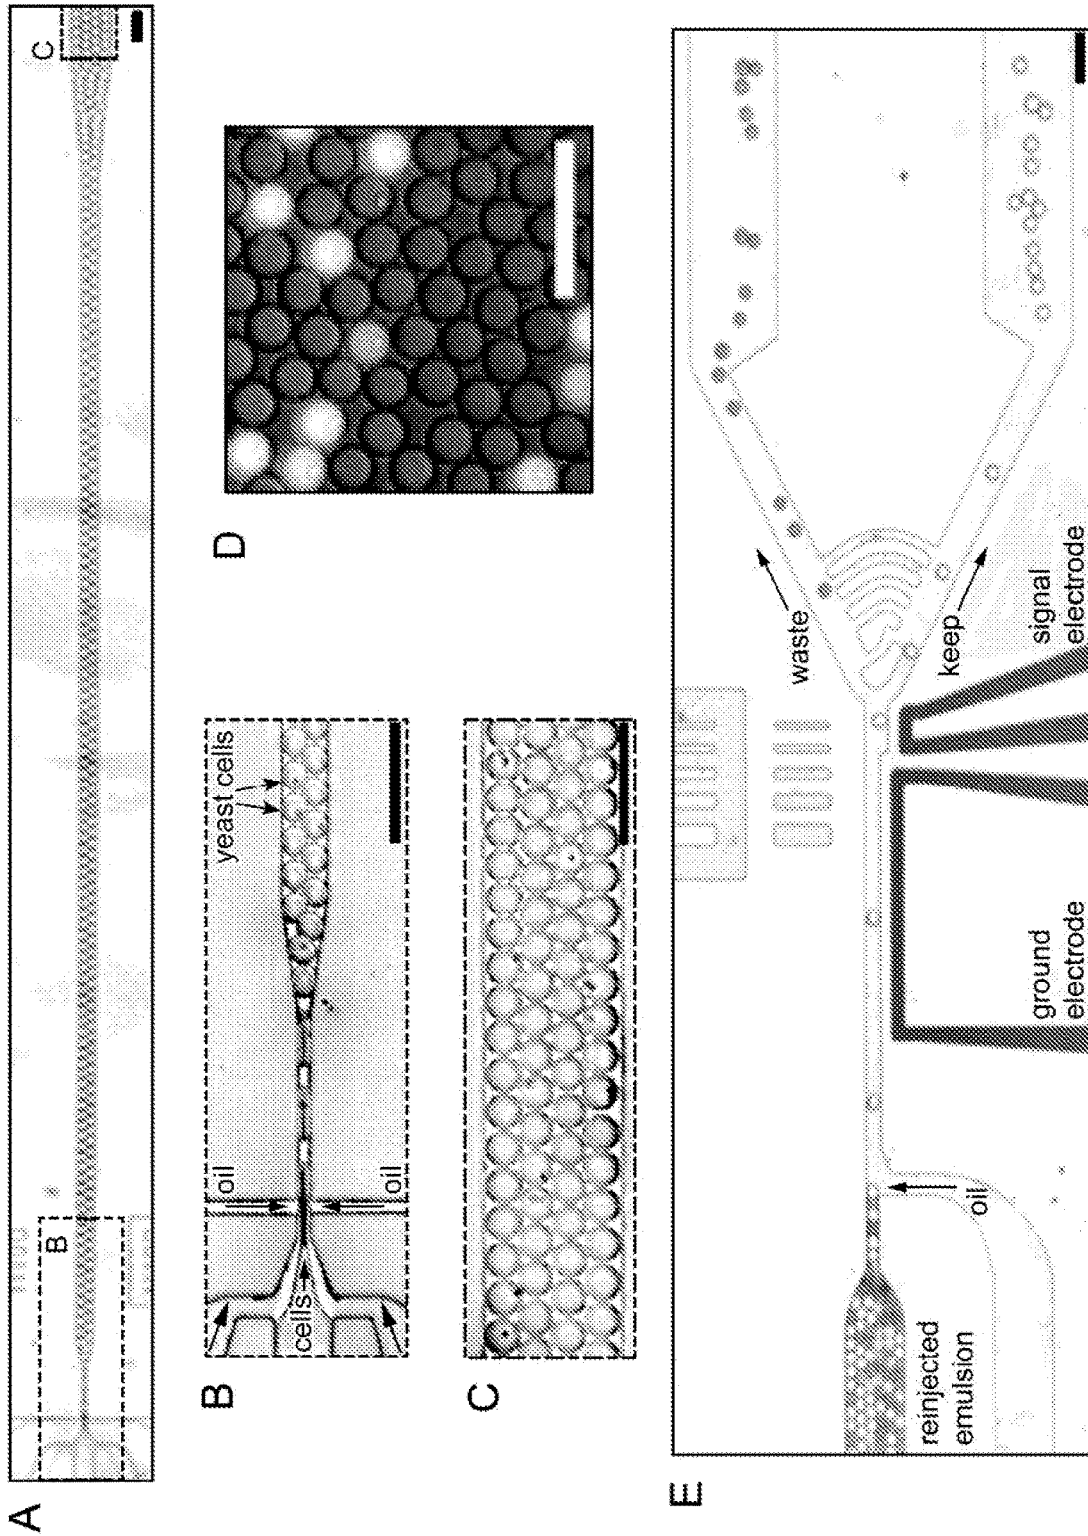 A
B
C
B
oil
oil
cells
yeast cells
C
D
E
reinjected
emulsion
oil
ground
electrode
signal
electrode
waste
keep